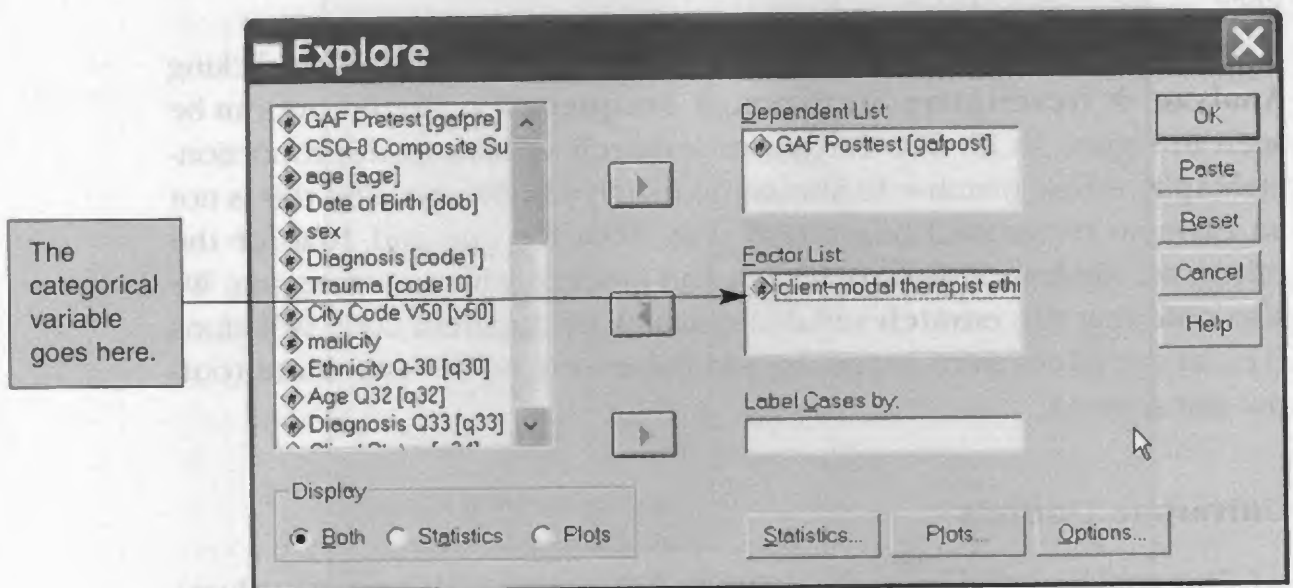 Explore
GAF Pretest [gafpre]
CSQ-8 Composite Su
age [age]
Date of Birth [dob]
sex
Diagnosis [code1]
Trauma [code10]
City Code V50 [v50]
mailcity
Ethnicity Q-30 [q30]
Age Q32 [q32]
Diagnosis Q33 [q33]
Dependent List
GAF Posttest [gafpost]
Factor List
client-modal therapist ethi
Label Cases by:
OK
Paste
Reset
Cancel
Help
The
categorical
variable
goes here.
Display
Both Statistics Plots
Statistics... Plots... Options...